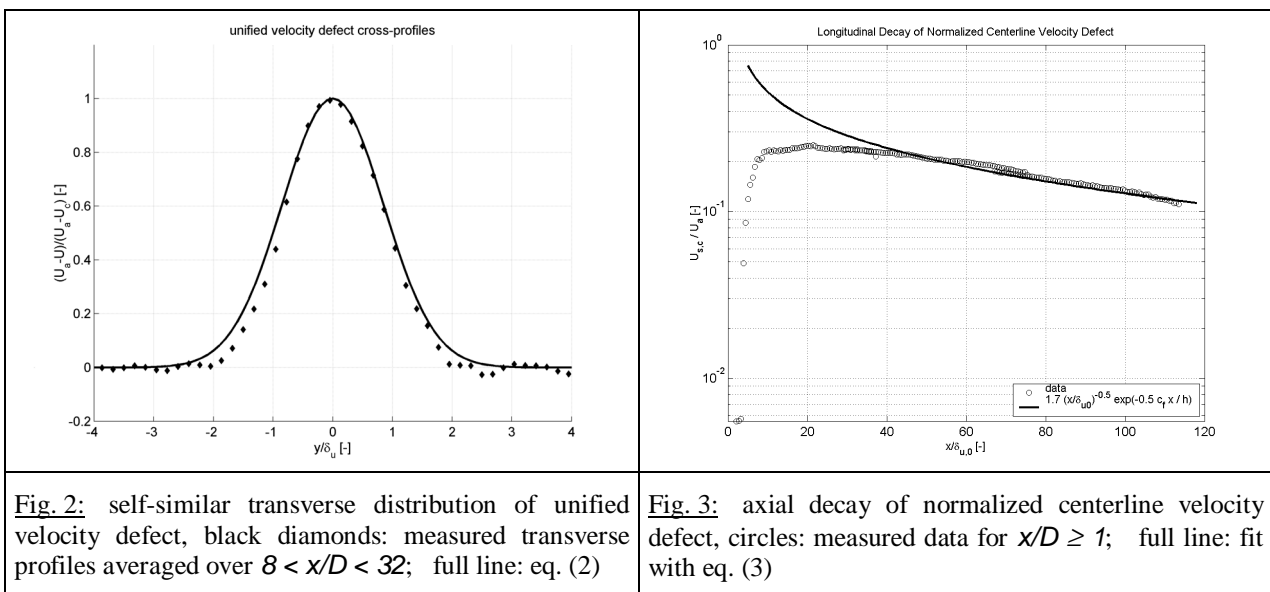 unified velocity defect cross-profiles
1
0.8
0.6
0.4
0.2
0
-0.2
(U_a-U)/(U_a-U_c) [-]
-4 -3 -2 -1 0 1 2 3 4
y/δ_u [-]
Longitudinal Decay of Normalized Centerline Velocity Defect
10^0
10^-1
10^-2
U_s,c / U_a [-]
0 20 40 60 80 100 120
x/δ_u,0 [-]
data
1.7 (x/δ_u0)^-0.5 exp(-0.5 c_f x / h)
Fig. 2: self-similar transverse distribution of unified
velocity defect, black diamonds: measured transverse
profiles averaged over 8 < x/D < 32; full line: eq. (2)
Fig. 3: axial decay of normalized centerline velocity
defect, circles: measured data for x/D ≥ 1; full line: fit
with eq. (3)